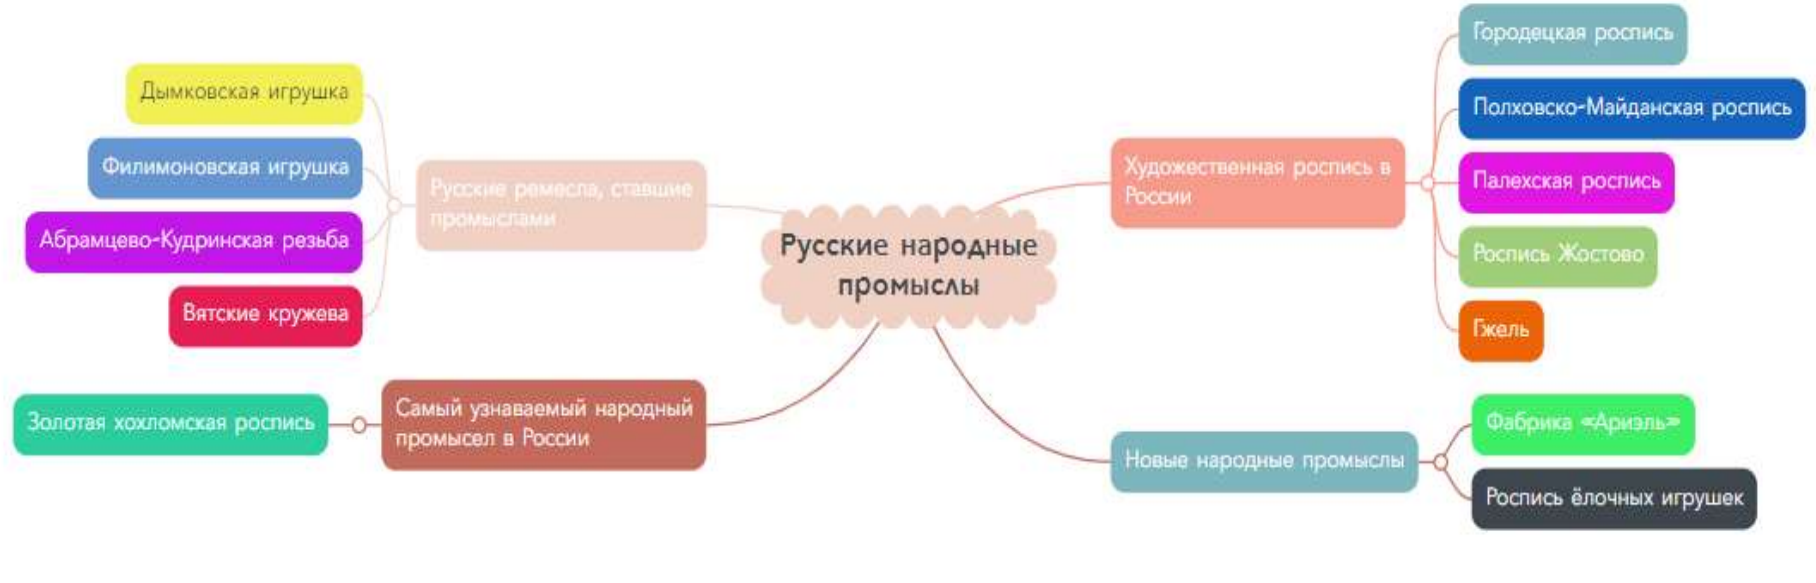 Русские народные
промыслы
Русские ремесла, ставшие
промыслами
Дымковская игрушка
Филимоновская игрушка
Абрамцево-Кудринская резьба
Вятские кружева
Самый узнаваемый народный
промысел в России
Золотая хохломская роспись
Художественная роспись в
России
Городецкая роспись
Полховско-Майданская роспись
Палехская роспись
Роспись Жостово
Гжель
Новые народные промыслы
Фабрика «Ариэль»
Роспись ёлочных игрушек